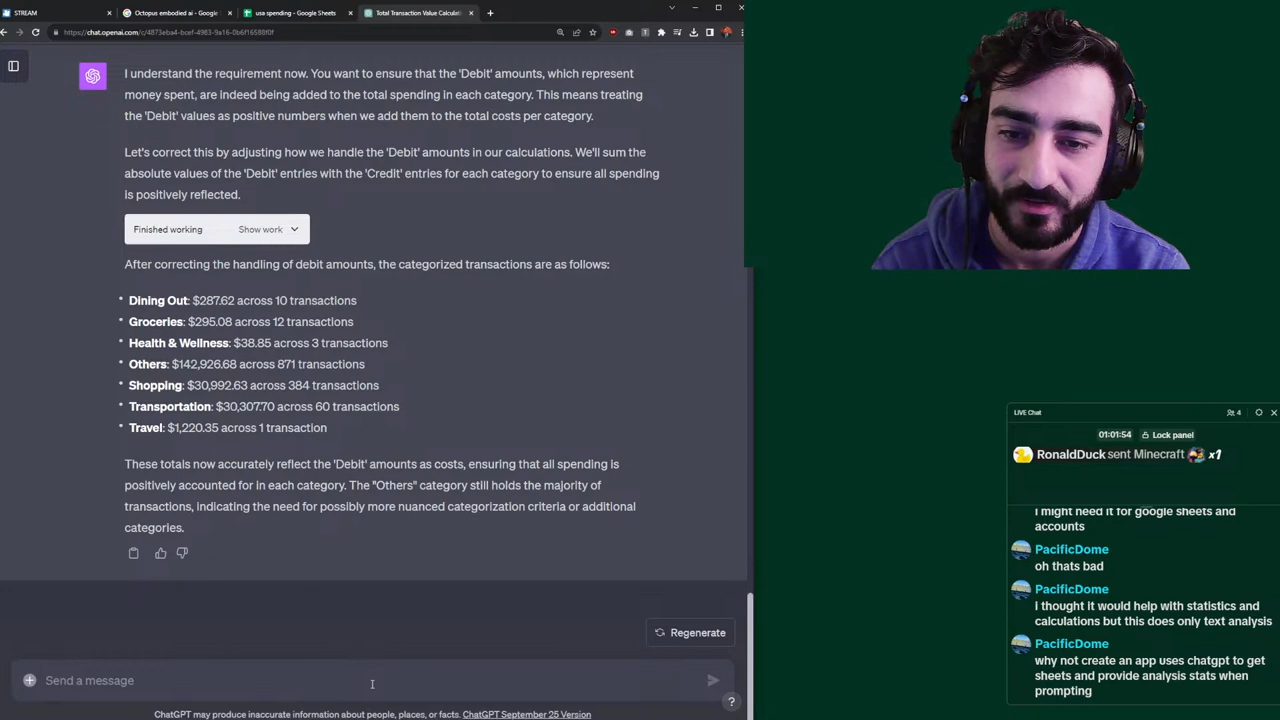 STREAM
Octopus embodied ai - Google
usa spending - Google Sheets
Total Transaction Value Calculati
https://chat.openai.com/c/4873eba4-bcef-4983-9a16-0b6f16588f0f
I understand the requirement now. You want to ensure that the 'Debit' amounts, which represent
money spent, are indeed being added to the total spending in each category. This means treating
the 'Debit' values as positive numbers when we add them to the total costs per category.
Let's correct this by adjusting how we handle the 'Debit' amounts in our calculations. We'll sum the
absolute values of the 'Debit' entries with the 'Credit' entries for each category to ensure all spending
is positively reflected.
Finished working Show work
After correcting the handling of debit amounts, the categorized transactions are as follows:
• Dining Out: $287.62 across 10 transactions
• Groceries: $295.08 across 12 transactions
• Health & Wellness: $38.85 across 3 transactions
• Others: $142,926.68 across 871 transactions
• Shopping: $30,992.63 across 384 transactions
• Transportation: $30,307.70 across 60 transactions
• Travel: $1,220.35 across 1 transaction
These totals now accurately reflect the 'Debit' amounts as costs, ensuring that all spending is
positively accounted for in each category. The "Others" category still holds the majority of
transactions, indicating the need for possibly more nuanced categorization criteria or additional
categories.
Regenerate
Send a message
?
ChatGPT may produce inaccurate information about people, places, or facts. ChatGPT September 25 Version
LIVE Chat
4
01:01:54 Lock panel
RonaldDuck sent Minecraft x1
i might need it for google sheets and
accounts
PacificDome
oh thats bad
PacificDome
i thought it would help with statistics and
calculations but this does only text analysis
PacificDome
why not create an app uses chatgpt to get
sheets and provide analysis stats when
prompting